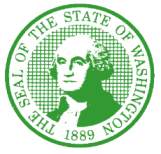 THE SEAL OF THE STATE OF WASHINGTON
1889